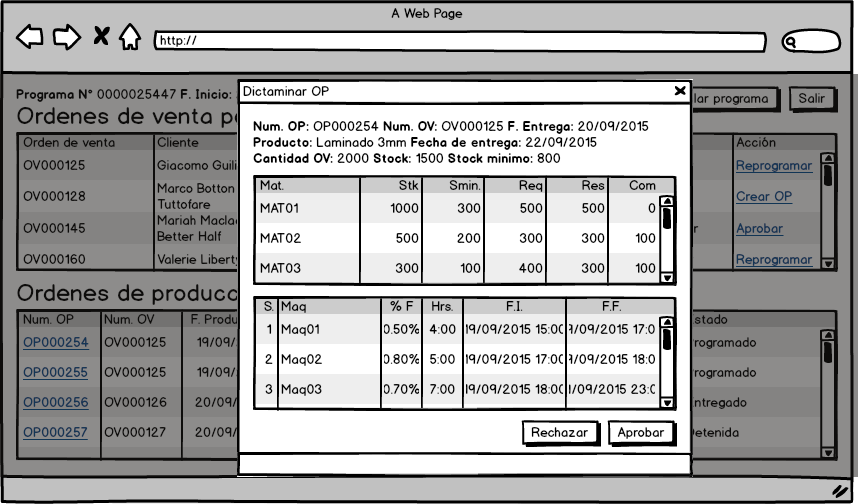 A Web Page
http://
Programa N° 0000025447 F. Inicio:
lar programa
Salir
Ordenes de venta
Orden de venta Cliente Acción
OV000125 Giacomo Guili Reprogramar
OV000128 Marco Botton Tuttofare Crear OP
OV000145 Mariah Maclac Better Half Aprobar
OV000160 Valerie Liberty Reprogramar
Ordenes de producc
Num. OP Num. OV F. Produ stado
OP000254 OV000125 19/09/ rogramado
OP000255 OV000125 19/09/ rogramado
OP000256 OV000126 20/09/ ntregado
OP000257 OV000127 20/09/ Detenida
Dictaminar OP
Num. OP: OP000254 Num. OV: OV000125 F. Entrega: 20/09/2015
Producto: Laminado 3mm Fecha de entrega: 22/09/2015
Cantidad OV: 2000 Stock: 1500 Stock minimo: 800
Mat. Stk Smin. Req Res Com
MAT01 1000 300 500 500 0
MAT02 500 200 300 300 100
MAT03 300 100 400 300 100
S. Maq % F Hrs. F.I. F.F.
1 Maq01 0.50% 4:00 19/09/2015 15:00 9/09/2015 17:0
2 Maq02 0.80% 5:00 19/09/2015 17:00 9/09/2015 18:0
3 Maq03 0.70% 7:00 19/09/2015 18:00 /09/2015 23:0
Rechazar
Aprobar